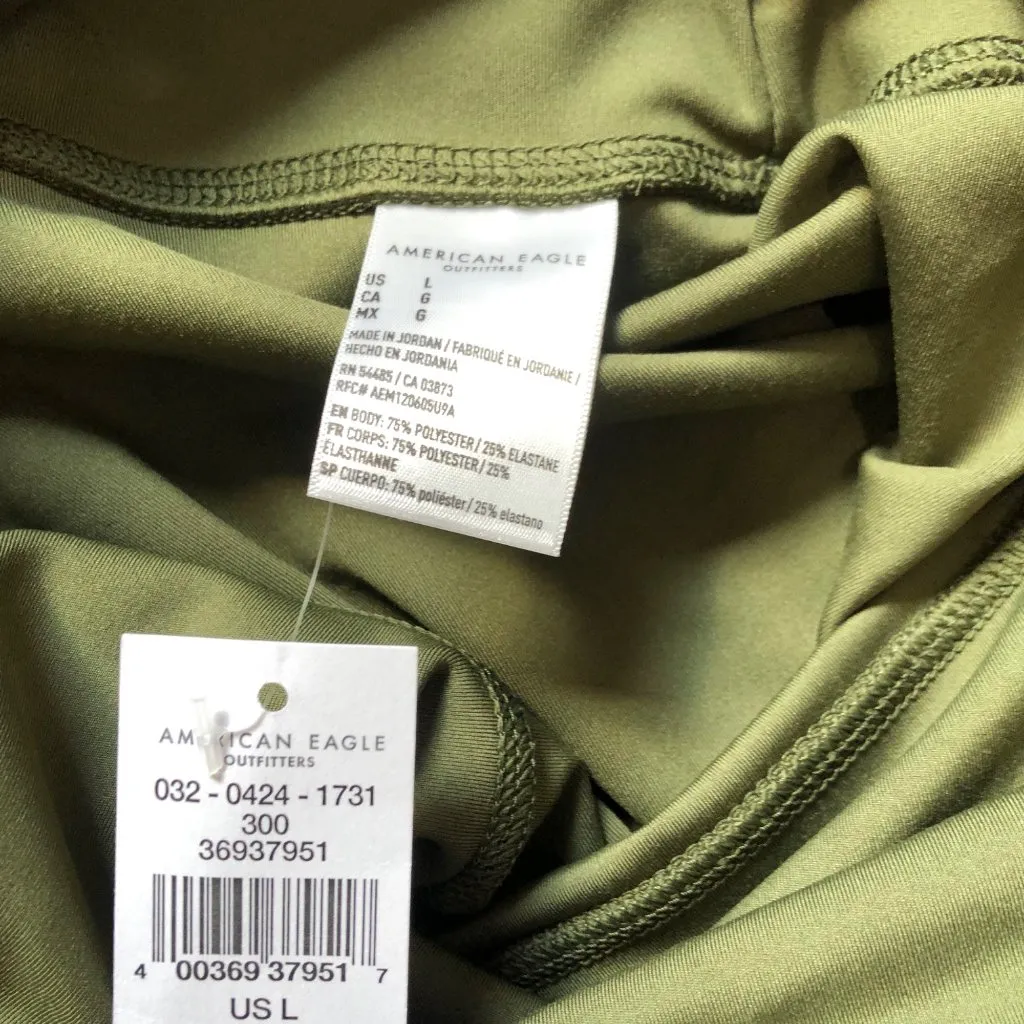 AMERICAN EAGLE
OUTFITTERS
US L
CA G
MX G
MADE IN JORDAN / FABRIQUÉ EN JORDANIE /
HECHO EN JORDANIA
RN 54485 / CA 03873
RFC# AEM120605U9A
EN BODY: 75% POLYESTER / 25% ELASTANE
FR CORPS: 75% POLYESTER / 25%
ÉLASTHANNE
SP CUERPO: 75% poliéster / 25% elastano
AMERICAN EAGLE
OUTFITTERS
032 - 0424 - 1731
300
36937951
4 00369 37951 7
US L